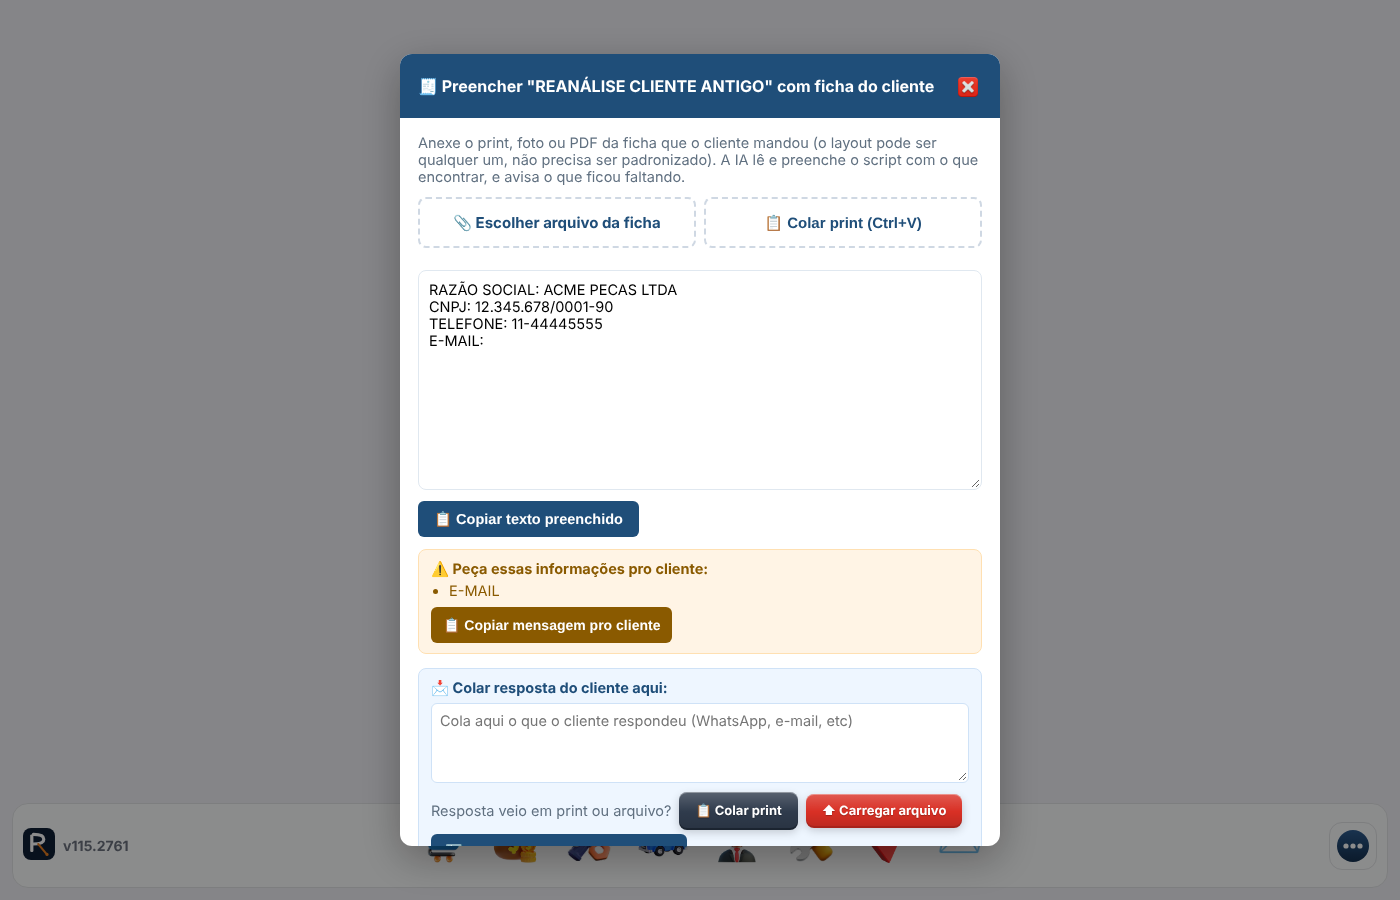 Preencher "REANÁLISE CLIENTE ANTIGO" com ficha do cliente
Anexe o print, foto ou PDF da ficha que o cliente mandou (o layout pode ser
qualquer um, não precisa ser padronizado). A IA lê e preenche o script com o que
encontrar, e avisa o que ficou faltando.
Escolher arquivo da ficha
Colar print (Ctrl+V)
RAZÃO SOCIAL: ACME PECAS LTDA
CNPJ: 12.345.678/0001-90
TELEFONE: 11-44445555
E-MAIL:
Copiar texto preenchido
Peça essas informações pro cliente:
• E-MAIL
Copiar mensagem pro cliente
Colar resposta do cliente aqui:
Cola aqui o que o cliente respondeu (WhatsApp, e-mail, etc)
Resposta veio em print ou arquivo?
Colar print
Carregar arquivo
R
v115.2761